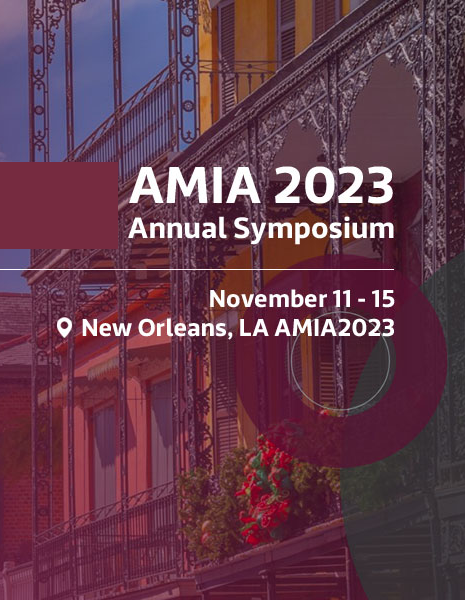 AMIA 2023
Annual Symposium
November 11 - 15
New Orleans, LA AMIA2023